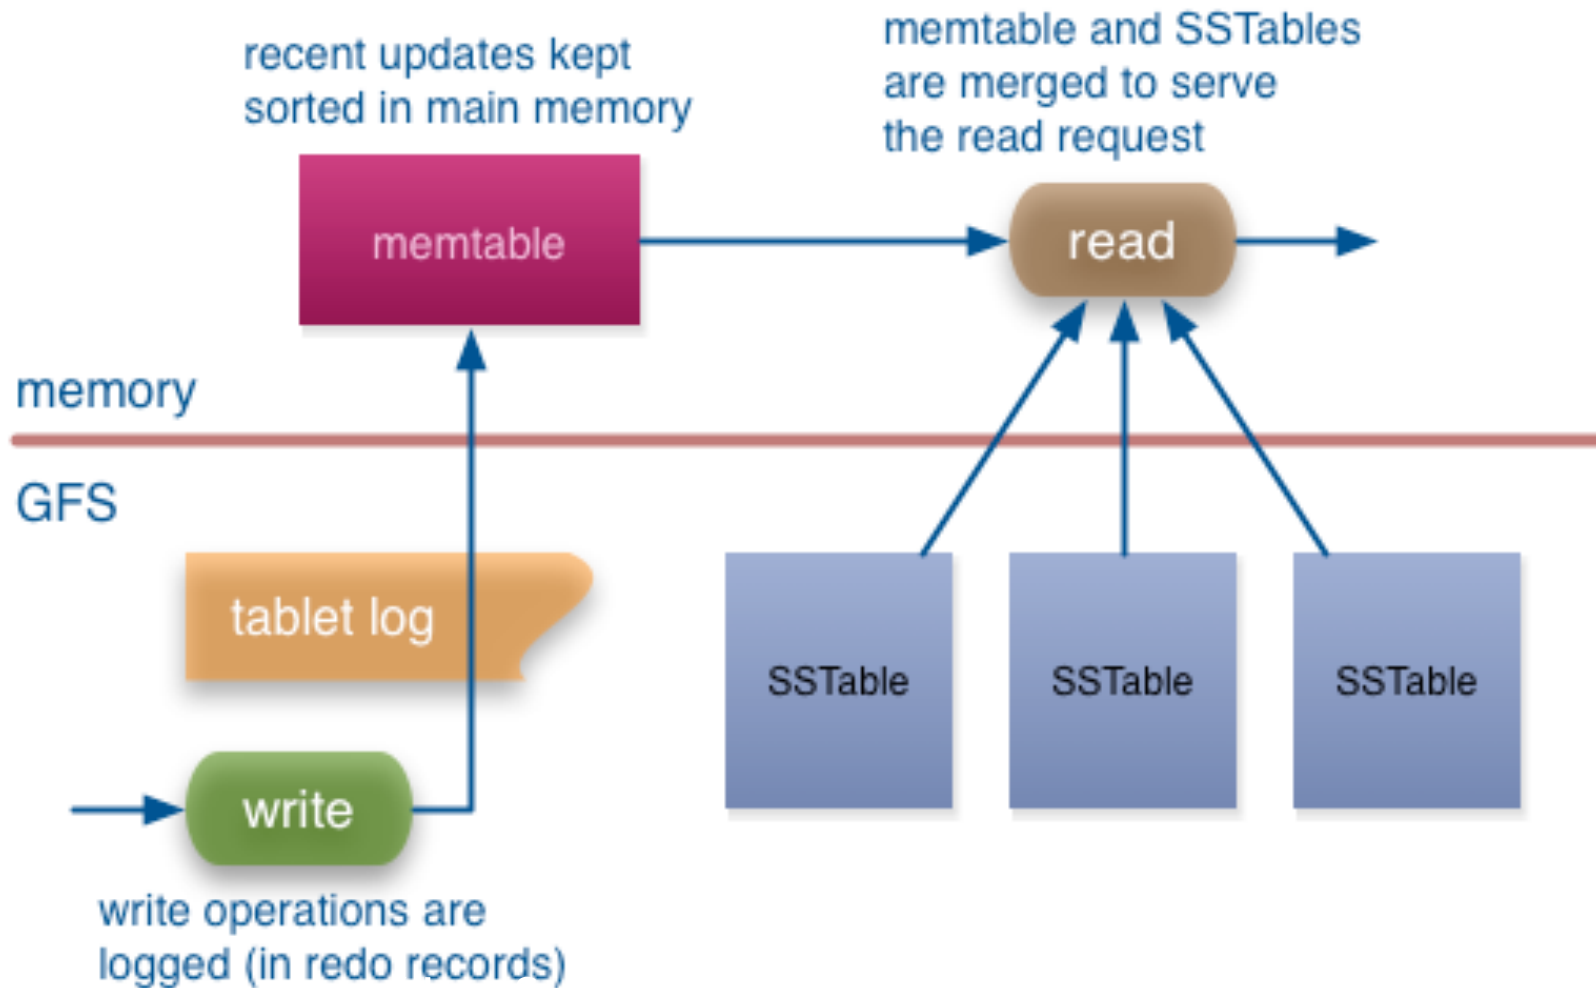 recent updates kept
sorted in main memory
memtable and SSTables
are merged to serve
the read request
memtable
read
memory
GFS
tablet log
SSTable
SSTable
SSTable
write
write operations are
logged (in redo records)